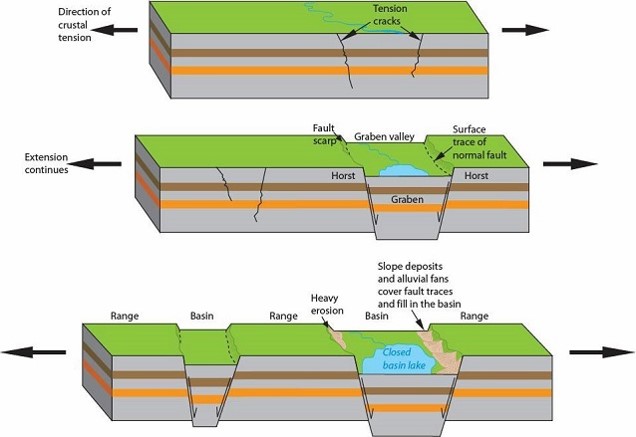 Direction of
crustal
tension
Tension
cracks
Extension
continues
Fault
scarp
Graben valley
Surface
trace of
normal fault
Horst
Horst
Graben
Slope deposits
and alluvial fans
cover fault traces
and fill in the basin
Heavy
erosion
Range
Basin
Range
Basin
Range
Closed
basin lake